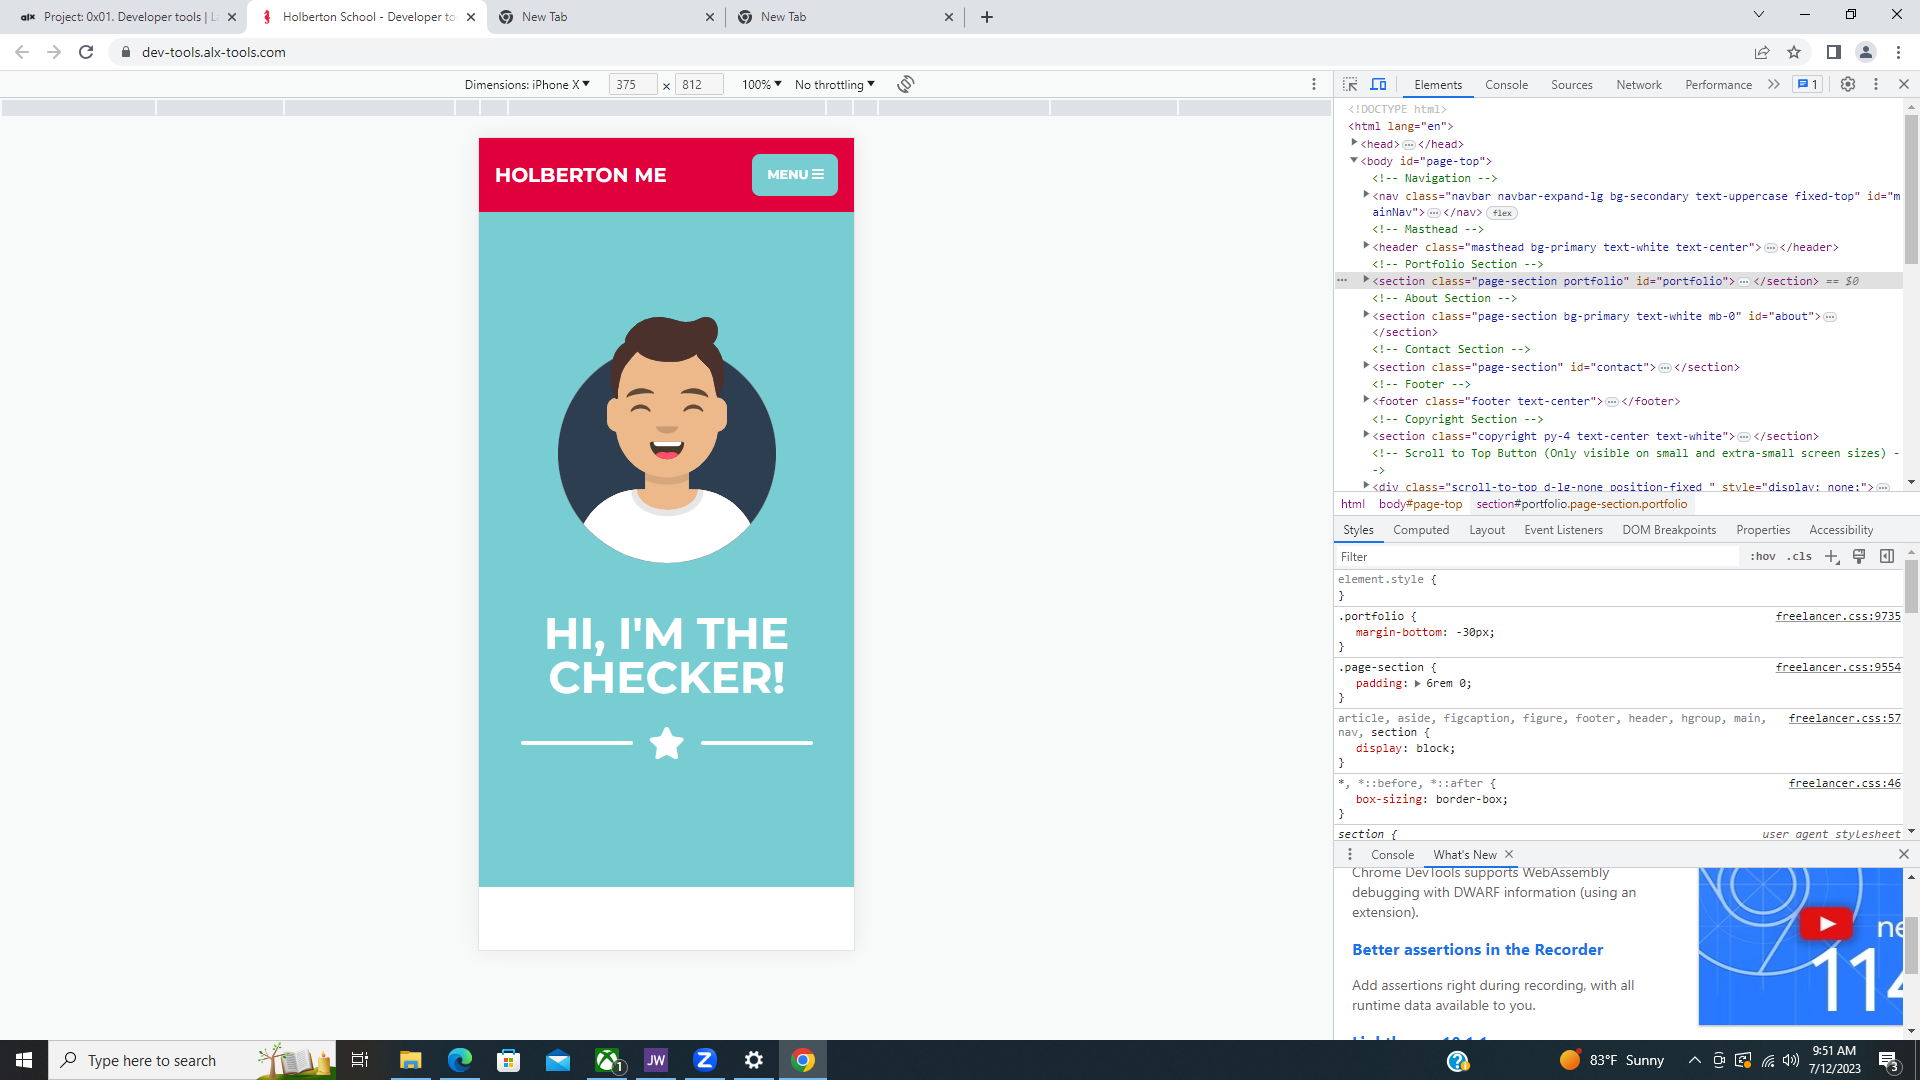 alx Project: 0x01. Developer tools |
Holberton School - Developer to
New Tab
New Tab
dev-tools.alx-tools.com
Dimensions: iPhone X 375 x 812 100% No throttling
HOLBERTON ME
MENU
HI, I'M THE
CHECKER!
Elements Console Sources Network Performance 1
<!DOCTYPE html>
<html lang="en">
<head> </head>
<body id="page-top">
<!-- Navigation -->
<nav class="navbar navbar-expand-lg bg-secondary text-uppercase fixed-top" id="m
ainNav"> </nav> flex
<!-- Masthead -->
<header class="masthead bg-primary text-white text-center"> </header>
<!-- Portfolio Section -->
<section class="page-section portfolio" id="portfolio"> </section> == $0
<!-- About Section -->
<section class="page-section bg-primary text-white mb-0" id="about">
</section>
<!-- Contact Section -->
<section class="page-section" id="contact"> </section>
<!-- Footer -->
<footer class="footer text-center"> </footer>
<!-- Copyright Section -->
<section class="copyright py-4 text-center text-white"> </section>
<!-- Scroll to Top Button (Only visible on small and extra-small screen sizes) -
->
<div class="scroll-to-top d-lg-none position-fixed " style="display: none;">
html body#page-top section#portfolio.page-section.portfolio
Styles Computed Layout Event Listeners DOM Breakpoints Properties Accessibility
Filter :hov .cls
element.style {
}
.portfolio { freelancer.css:9735
margin-bottom: -30px;
}
.page-section { freelancer.css:9554
padding: 6rem 0;
}
article, aside, figcaption, figure, footer, header, hgroup, main, freelancer.css:57
nav, section {
display: block;
}
*, *::before, *::after { freelancer.css:46
box-sizing: border-box;
}
section { user agent stylesheet
Console What's New
Chrome DevTools supports WebAssembly
debugging with DWARF information (using an
extension).
Better assertions in the Recorder
Add assertions right during recording, with all
runtime data available to you.
ne
114
Type here to search
1
JW
83°F Sunny
9:51 AM
7/12/2023
3